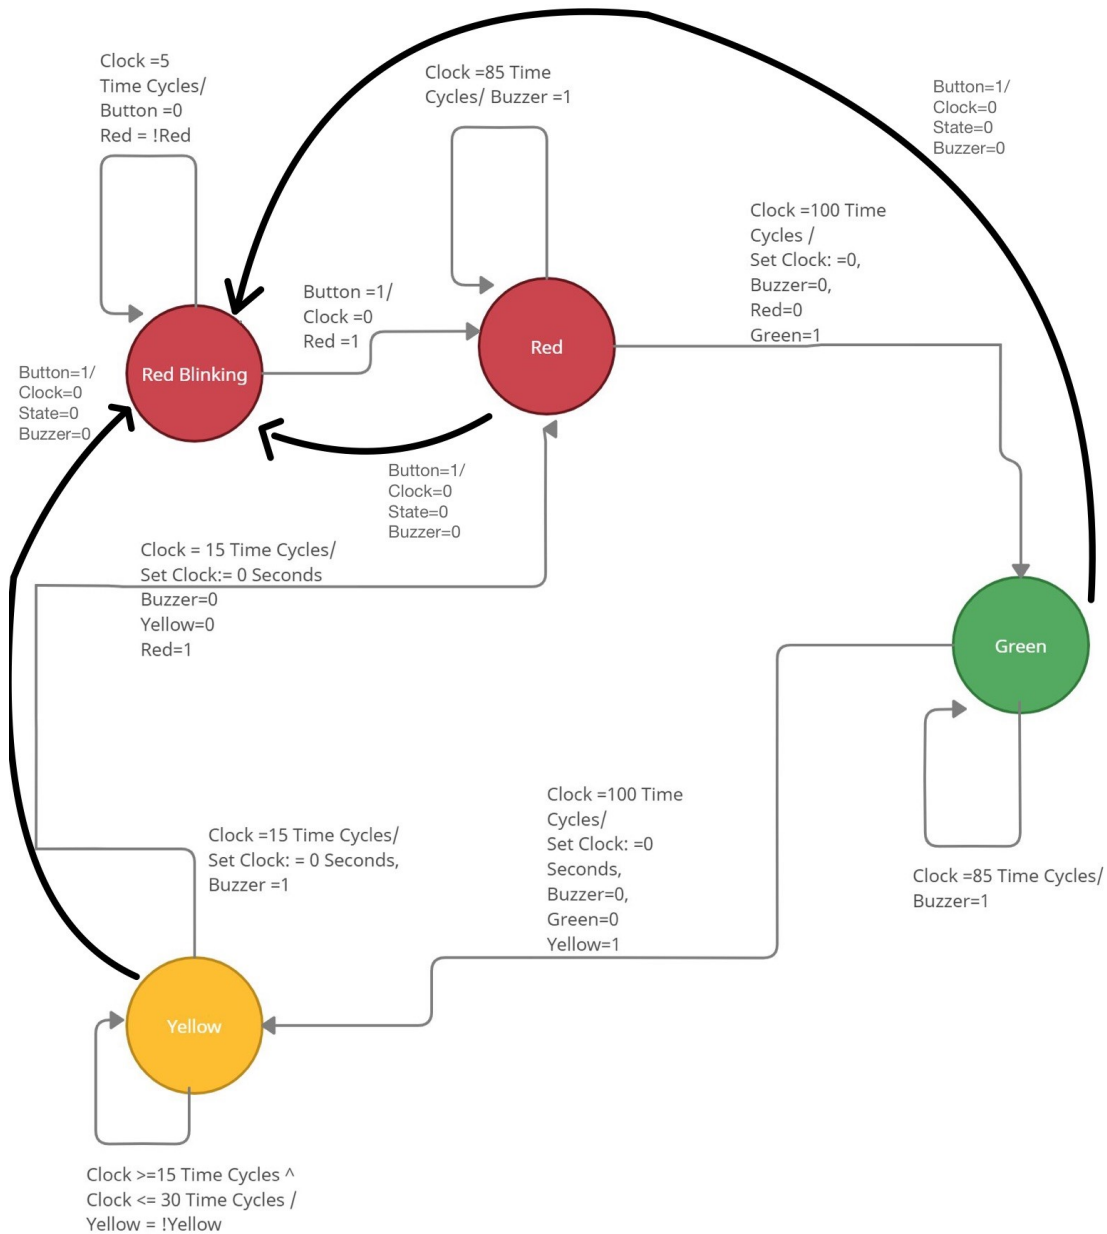 Clock =5
Time Cycles/
Button =0
Red = !Red
Clock =85 Time
Cycles/ Buzzer =1
Button=1/
Clock=0
State=0
Buzzer=0
Clock =100 Time
Cycles /
Set Clock: =0,
Buzzer=0,
Red=0
Green=1
Button =1/
Clock =0
Red =1
Red Blinking
Red
Button=1/
Clock=0
State=0
Buzzer=0
Button=1/
Clock=0
State=0
Buzzer=0
Clock = 15 Time Cycles/
Set Clock:= 0 Seconds
Buzzer=0
Yellow=0
Red=1
Green
Clock =100 Time
Cycles/
Set Clock: =0
Seconds,
Buzzer=0,
Green=0
Yellow=1
Clock =15 Time Cycles/
Set Clock: = 0 Seconds,
Buzzer =1
Clock =85 Time Cycles/
Buzzer=1
Yellow
Clock >=15 Time Cycles ^
Clock <= 30 Time Cycles /
Yellow = !Yellow